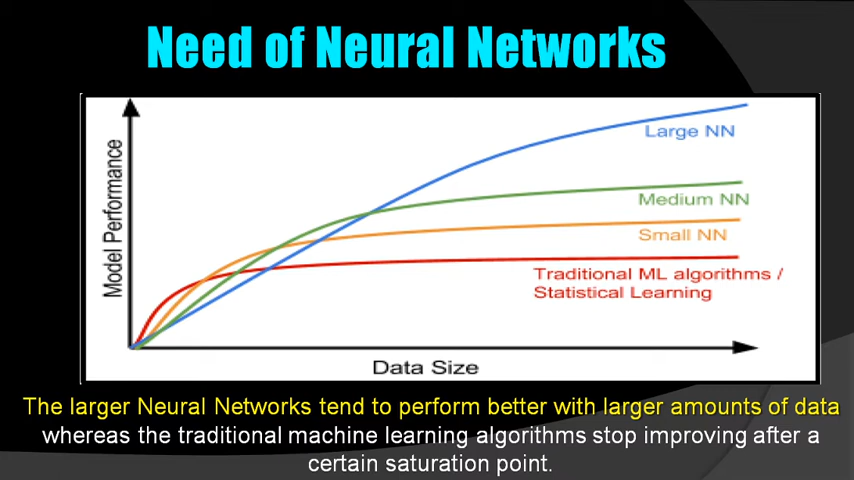 Need of Neural Networks
Model Performance
Large NN
Medium NN
Small NN
Traditional ML algorithms /
Statistical Learning
Data Size
The larger Neural Networks tend to perform better with larger amounts of data
whereas the traditional machine learning algorithms stop improving after a
certain saturation point.